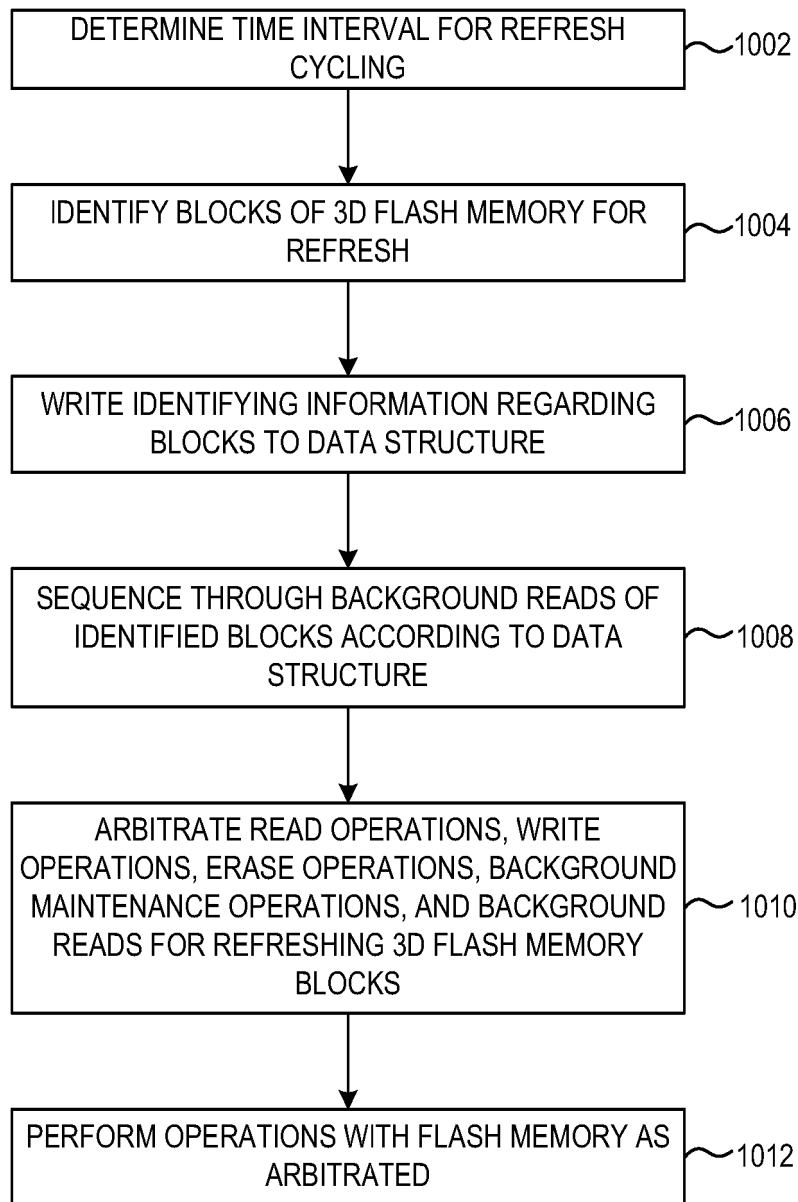 DETERMINE TIME INTERVAL FOR REFRESH
CYCLING
1002
IDENTIFY BLOCKS OF 3D FLASH MEMORY FOR
REFRESH
1004
WRITE IDENTIFYING INFORMATION REGARDING
BLOCKS TO DATA STRUCTURE
1006
SEQUENCE THROUGH BACKGROUND READS OF
IDENTIFIED BLOCKS ACCORDING TO DATA
STRUCTURE
1008
ARBITRATE READ OPERATIONS, WRITE
OPERATIONS, ERASE OPERATIONS, BACKGROUND
MAINTENANCE OPERATIONS, AND BACKGROUND
READS FOR REFRESHING 3D FLASH MEMORY
BLOCKS
1010
PERFORM OPERATIONS WITH FLASH MEMORY AS
ARBITRATED
1012